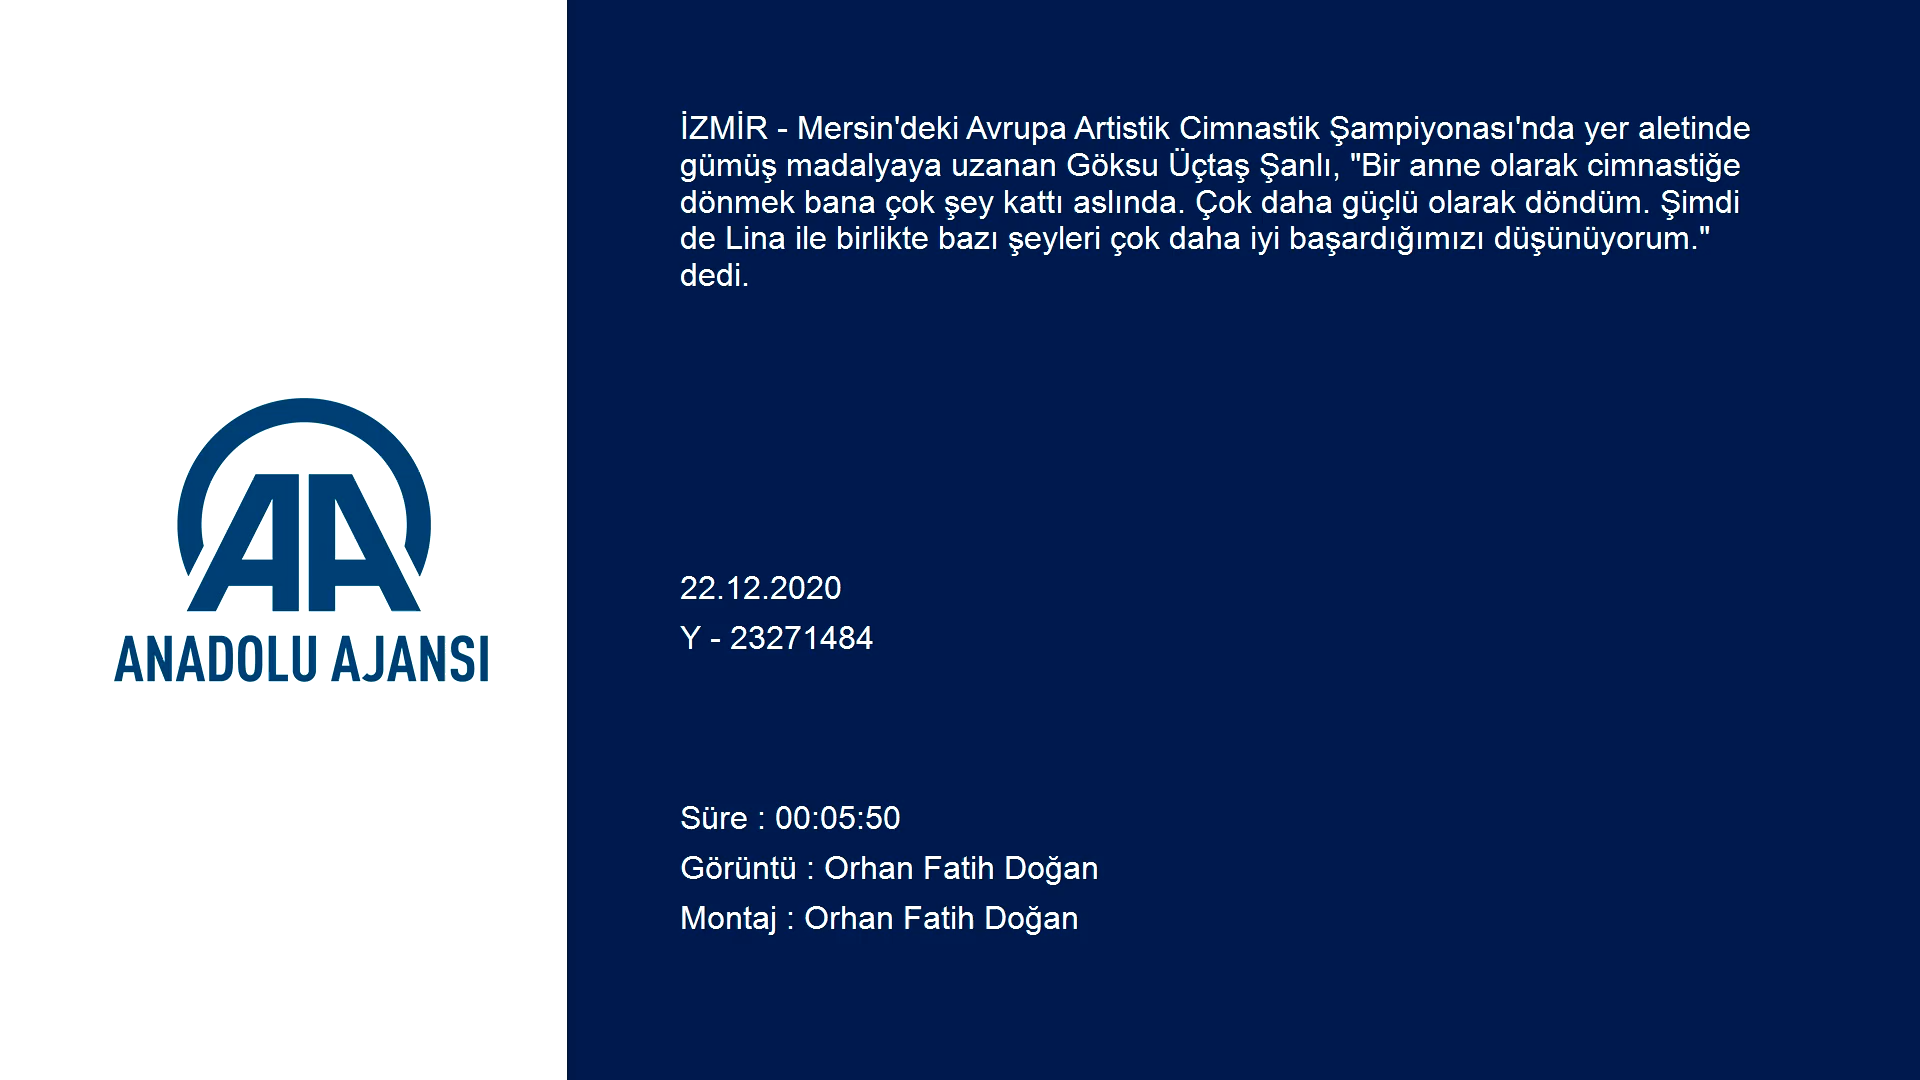 İZMİR - Mersin'deki Avrupa Artistik Cimnastik Şampiyonası'nda yer aletinde
gümüş madalyaya uzanan Göksu Üçtaş Şanlı, "Bir anne olarak cimnastiğe
dönmek bana çok şey kattı aslında. Çok daha güçlü olarak döndüm. Şimdi
de Lina ile birlikte bazı şeyleri çok daha iyi başardığımızı düşünüyorum."
dedi.
AA
ANADOLU AJANSI
22.12.2020
Y - 23271484
Süre : 00:05:50
Görüntü : Orhan Fatih Doğan
Montaj : Orhan Fatih Doğan